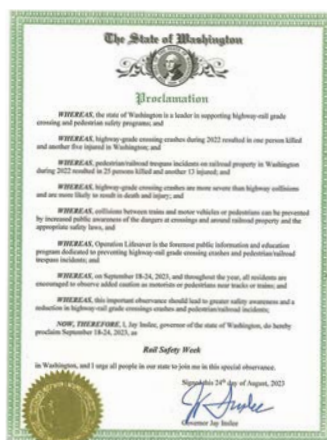 The State of Washington
Proclamation
WHEREAS, the state of Washington is a leader in supporting highway-rail grade
crossing and pedestrian safety programs; and
WHEREAS, highway-grade crossing crashes during 2022 resulted in one person killed
and another five injured in Washington; and
WHEREAS, pedestrian/railroad trespass incidents on railroad property in Washington
during 2022 resulted in 25 persons killed and another 13 injured; and
WHEREAS, highway-grade crossing crashes are more severe than highway collisions
and are more likely to result in death and injury; and
WHEREAS, collisions between trains and motor vehicles or pedestrians can be prevented
by increased public awareness of the dangers at crossings and around railroad property and the
appropriate safety laws, and
WHEREAS, Operation Lifesaver is the foremost public information and education
program dedicated to preventing highway-rail grade crossing crashes and pedestrian/railroad
trespass incidents; and
WHEREAS, on September 18-24, 2023, and throughout the year, all residents are
encouraged to observe added caution as motorists or pedestrians near tracks or trains; and
WHEREAS, this important observance should lead to greater safety awareness and a
reduction in highway-rail grade crossings crashes and pedestrian/railroad incidents;
NOW, THEREFORE, I, Jay Inslee, governor of the state of Washington, do hereby
proclaim September 18-24, 2023, as
Rail Safety Week
in Washington, and I urge all people in our state to join me in this special observance.
Signed this 24th day of August, 2023
Governor Jay Inslee